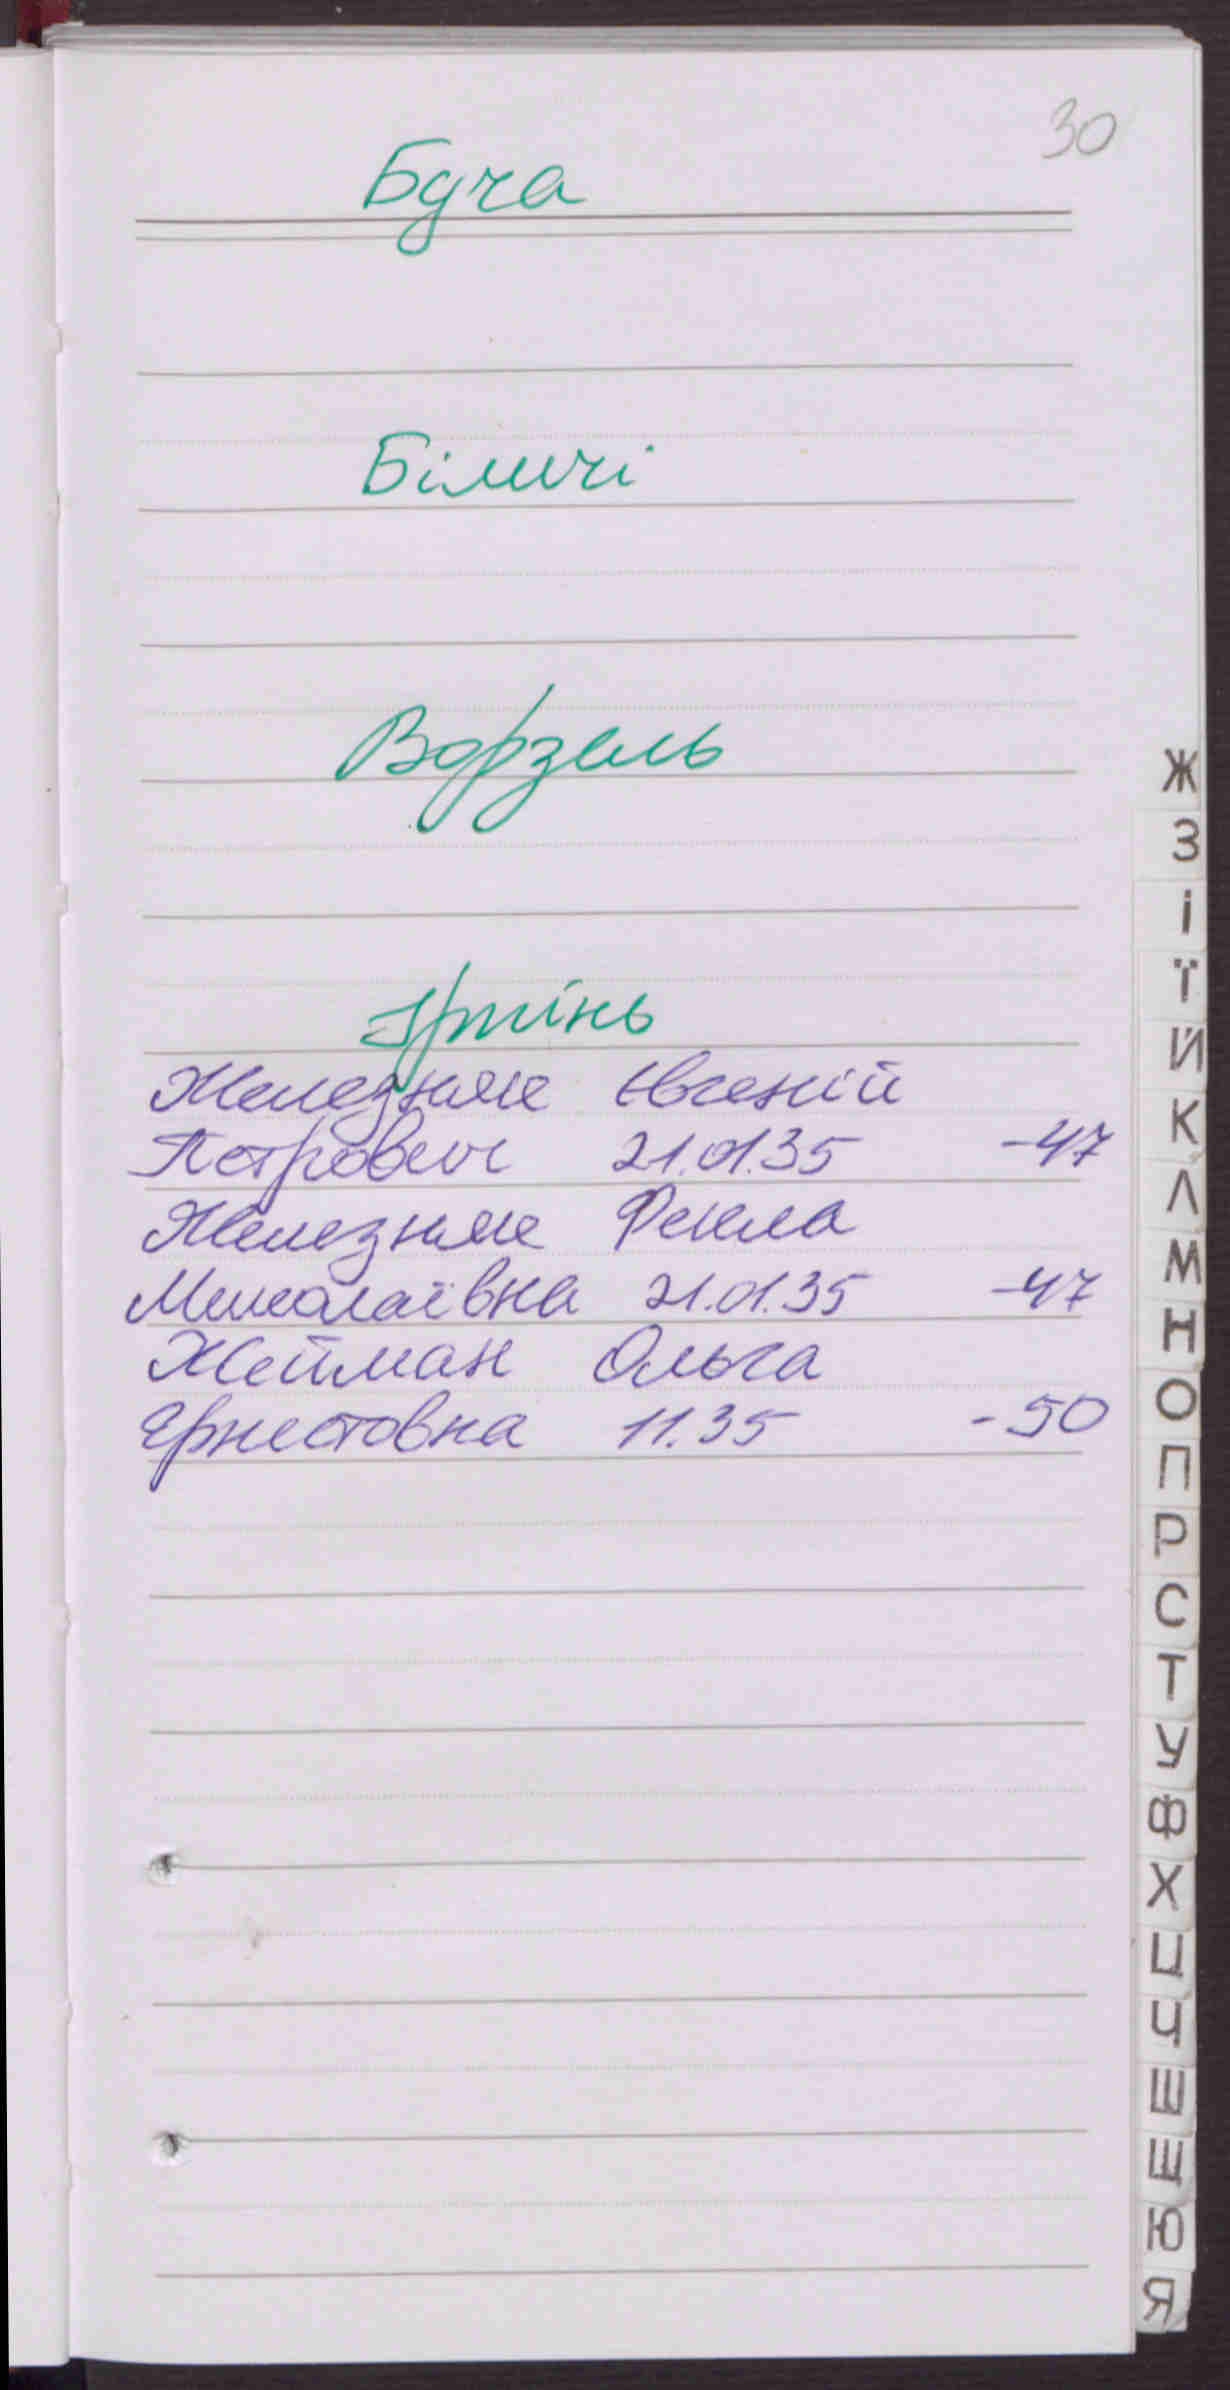 30
Буча
Біличі
Ворзель
Ірпінь
Железняк Євгеній
Петрович 21.01.35 -47
Железняк Фекла
Миколаївна 21.01.35 -47
Жейман Ольга
Ернестовна 11.35 -50
Ж
З
І
Ї
Й
К
Л
М
Н
О
П
Р
С
Т
У
Ф
Х
Ц
Ч
Ш
Щ
Ю
Я